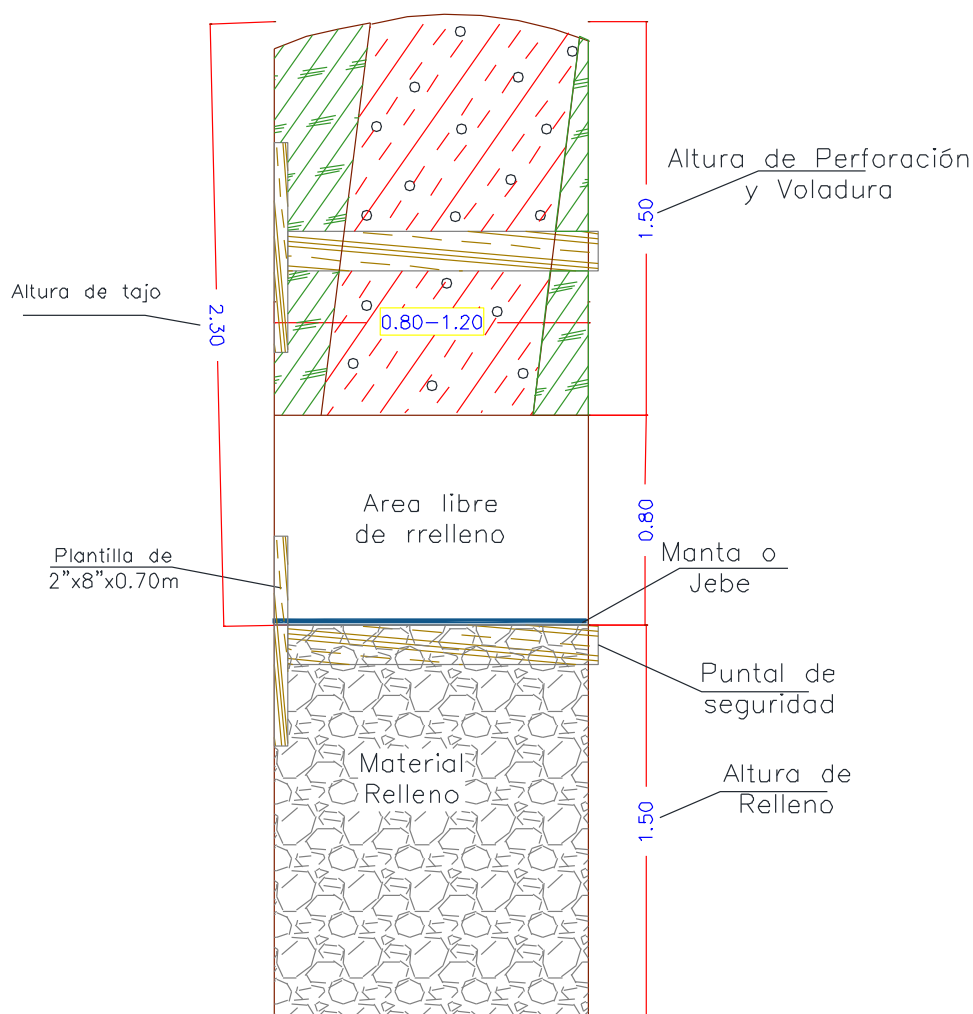 Altura de Perforación
y Voladura
1.50
Altura de tajo
2.30
0.80-1.20
Area libre
de rrelleno
0.80
Plantilla de
2"x8"x0.70m
Manta o
Jebe
Puntal de
seguridad
Material
Relleno
Altura de
Relleno
1.50